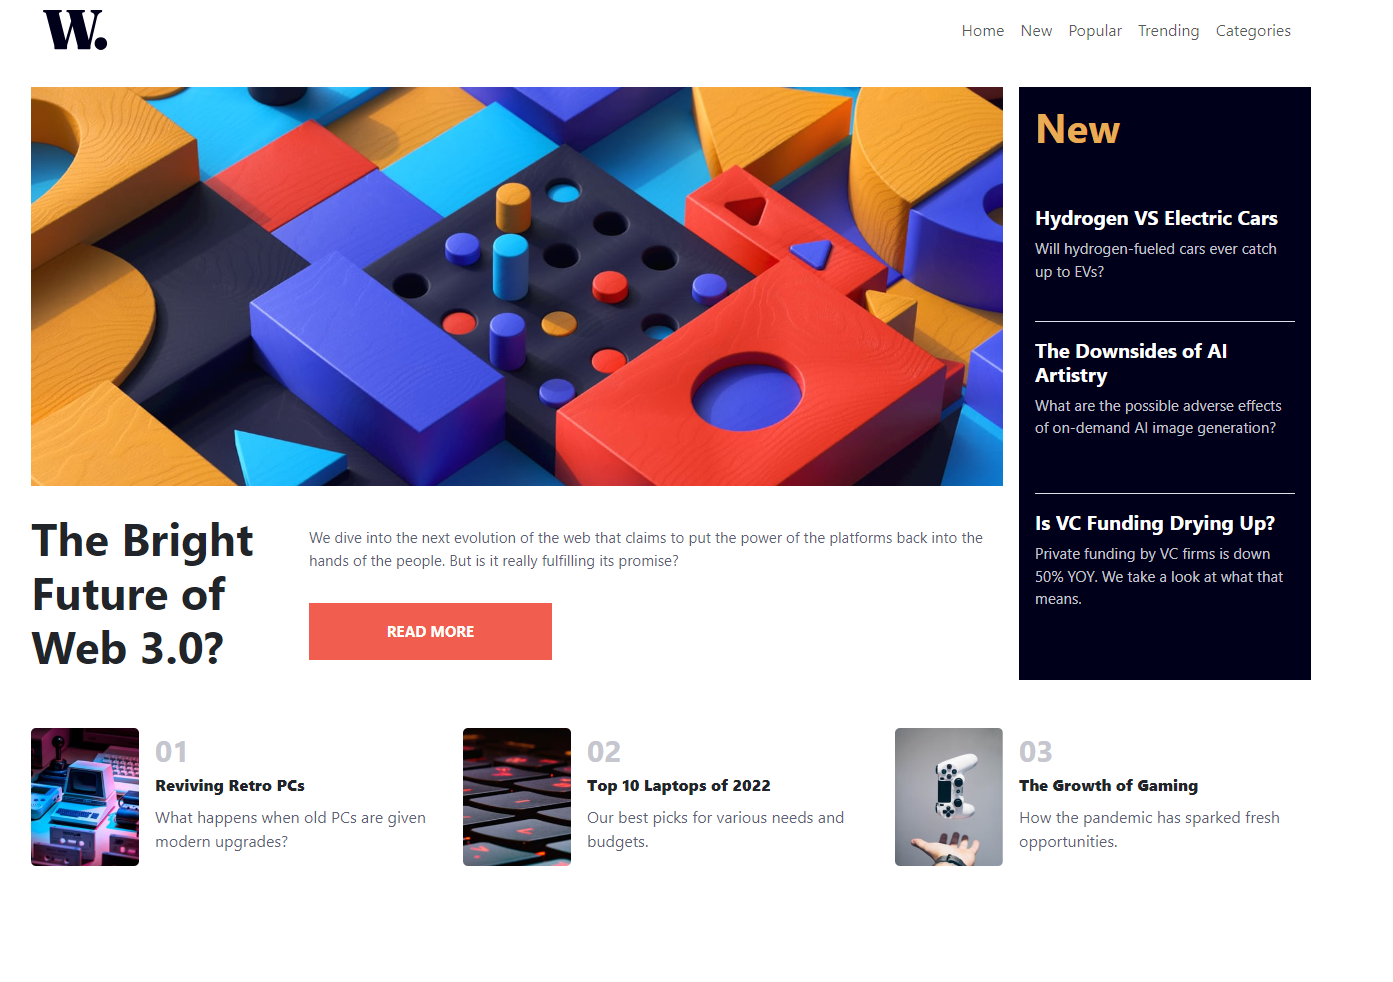 W.
Home New Popular Trending Categories
New
Hydrogen VS Electric Cars
Will hydrogen-fueled cars ever catch
up to EVs?
The Downsides of AI
Artistry
What are the possible adverse effects
of on-demand AI image generation?
Is VC Funding Drying Up?
Private funding by VC firms is down
50% YOY. We take a look at what that
means.
The Bright
Future of
Web 3.0?
We dive into the next evolution of the web that claims to put the power of the platforms back into the
hands of the people. But is it really fulfilling its promise?
READ MORE
01
Reviving Retro PCs
What happens when old PCs are given
modern upgrades?
02
Top 10 Laptops of 2022
Our best picks for various needs and
budgets.
03
The Growth of Gaming
How the pandemic has sparked fresh
opportunities.